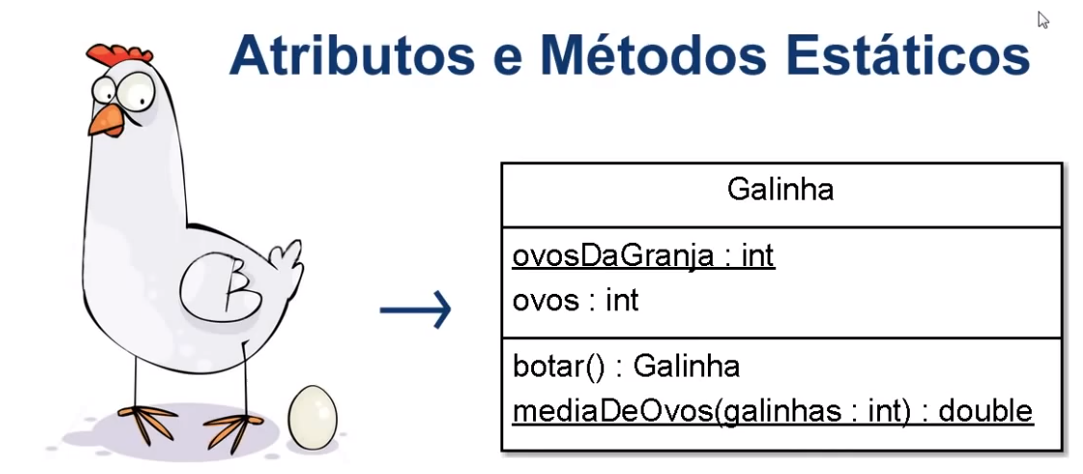 Atributos e Métodos Estáticos
Galinha
ovosDaGranja : int
ovos : int
botar() : Galinha
mediaDeOvos(galinhas : int) : double